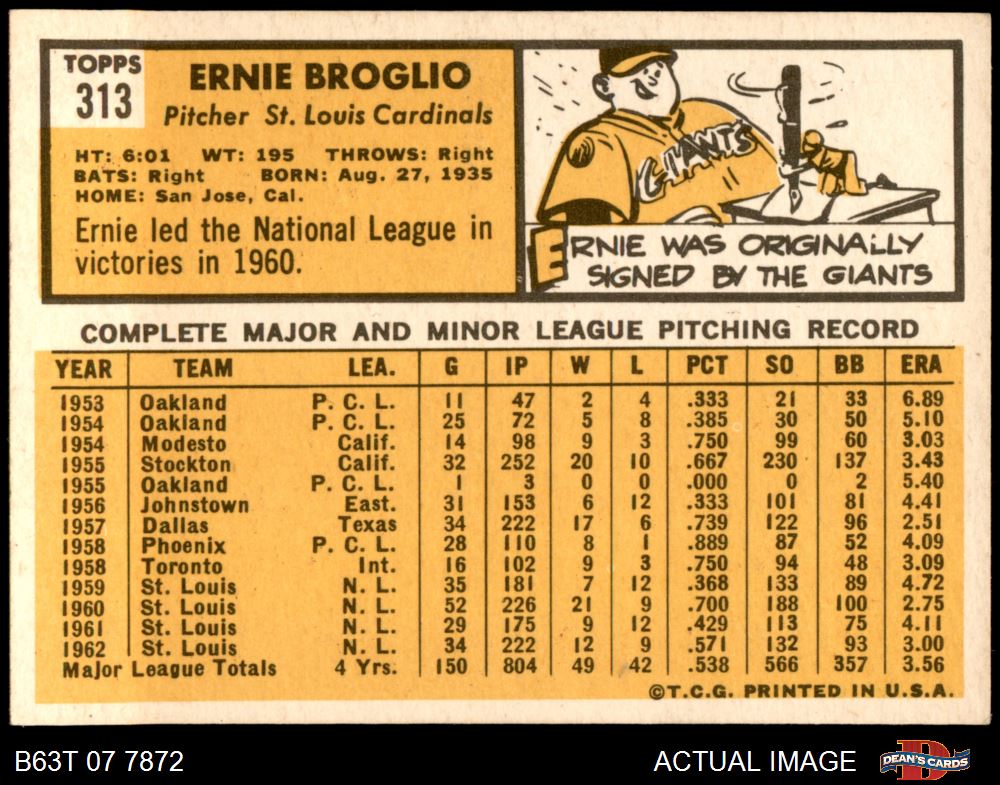 TOPPS
313
ERNIE BROGLIO
Pitcher St. Louis Cardinals
HT: 6:01 WT: 195 THROWS: Right
BATS: Right BORN: Aug. 27, 1935
HOME: San Jose, Cal.
Ernie led the National League in
victories in 1960.
GIANTS
ERNIE WAS ORIGINALLY
SIGNED BY THE GIANTS
COMPLETE MAJOR AND MINOR LEAGUE PITCHING RECORD
YEAR TEAM LEA. G IP W L PCT SO BB ERA
1953 Oakland P. C. L. 11 47 2 4 .333 21 33 6.89
1954 Oakland P. C. L. 25 72 5 8 .385 30 50 5.10
1954 Modesto Calif. 14 98 9 3 .750 99 60 3.03
1955 Stockton Calif. 32 252 20 10 .667 230 137 3.43
1955 Oakland P. C. L. 1 3 0 0 .000 0 2 5.40
1956 Johnstown East. 31 153 6 12 .333 101 81 4.41
1957 Dallas Texas 34 222 17 6 .739 122 96 2.51
1958 Phoenix P. C. L. 28 110 8 1 .889 87 52 4.09
1958 Toronto Int. 16 102 9 3 .750 94 48 3.09
1959 St. Louis N. L. 35 181 7 12 .368 133 89 4.72
1960 St. Louis N. L. 52 226 21 9 .700 188 100 2.75
1961 St. Louis N. L. 29 175 9 12 .429 113 75 4.11
1962 St. Louis N. L. 34 222 12 9 .571 132 93 3.00
Major League Totals 4 Yrs. 150 804 49 42 .538 566 357 3.56
©T.C.G. PRINTED IN U.S.A.
B63T 07 7872 ACTUAL IMAGE DEAN'S CARDS